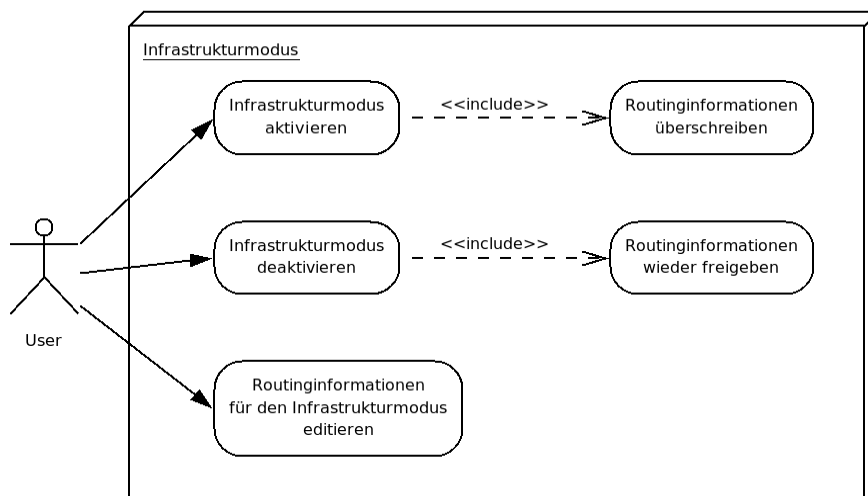 Infrastrukturmodus
Infrastrukturmodus
aktivieren
<<include>>
Routinginformationen
überschreiben
Infrastrukturmodus
deaktivieren
<<include>>
Routinginformationen
wieder freigeben
User
Routinginformationen
für den Infrastrukturmodus
editieren